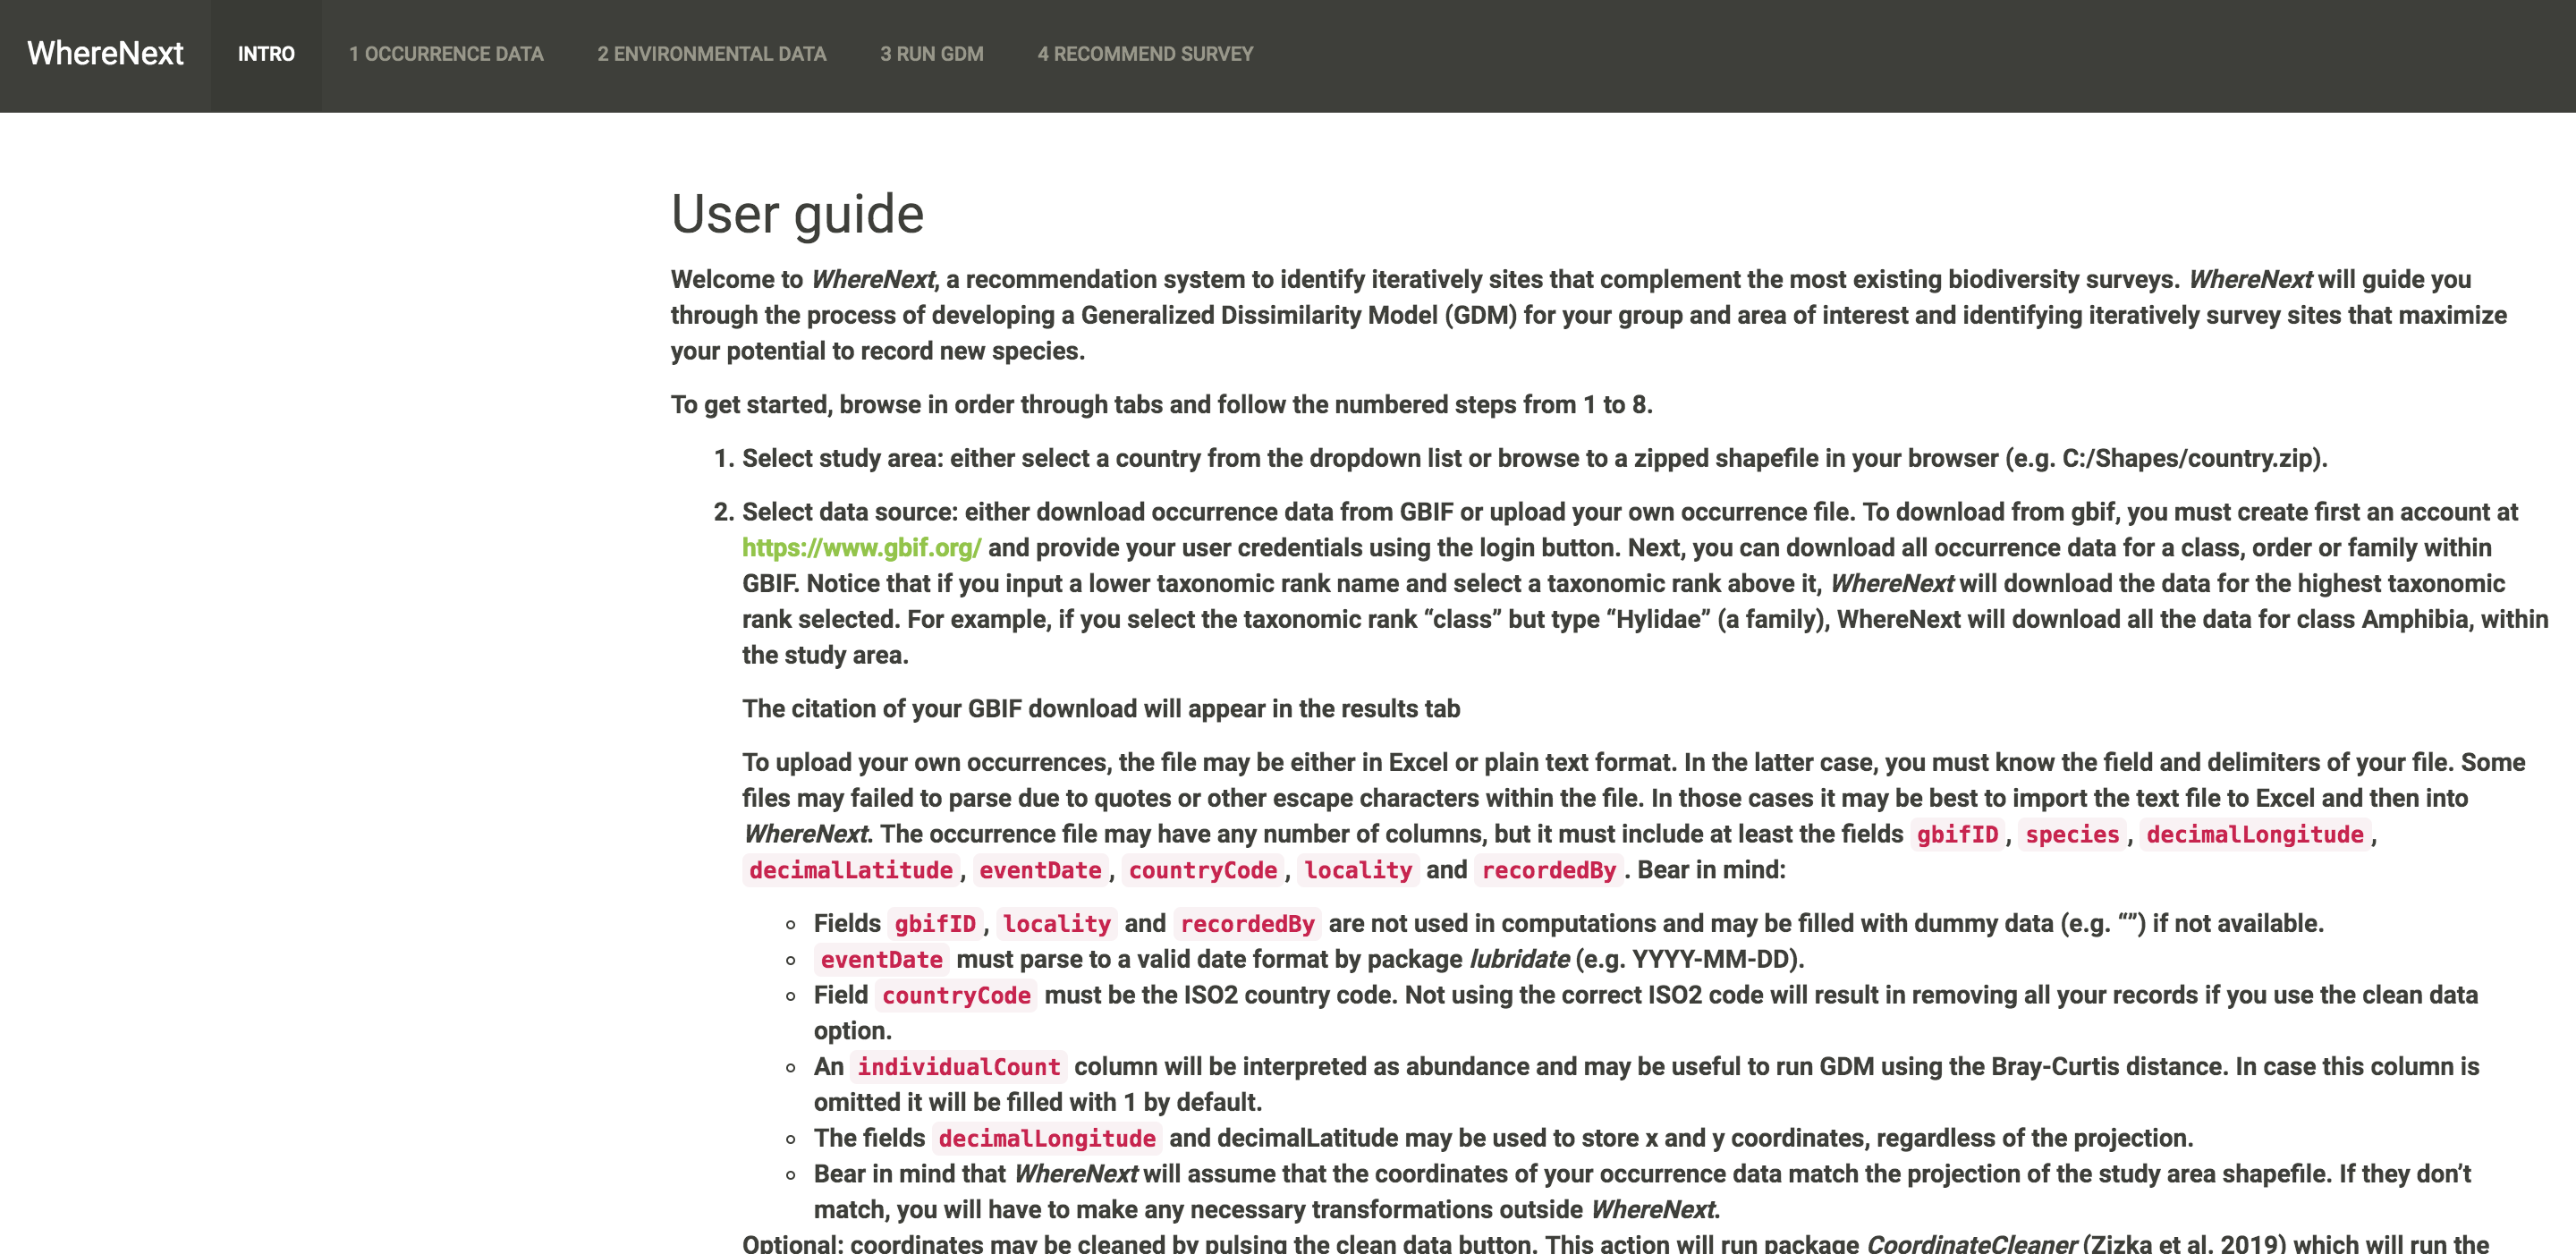 WhereNext INTRO 1 OCCURRENCE DATA 2 ENVIRONMENTAL DATA 3 RUN GDM 4 RECOMMEND SURVEY
User guide
Welcome to WhereNext, a recommendation system to identify iteratively sites that complement the most existing biodiversity surveys. WhereNext will guide you
through the process of developing a Generalized Dissimilarity Model (GDM) for your group and area of interest and identifying iteratively survey sites that maximize
your potential to record new species.
To get started, browse in order through tabs and follow the numbered steps from 1 to 8.
1. Select study area: either select a country from the dropdown list or browse to a zipped shapefile in your browser (e.g. C:/Shapes/country.zip).
2. Select data source: either download occurrence data from GBIF or upload your own occurrence file. To download from gbif, you must create first an account at
https://www.gbif.org/ and provide your user credentials using the login button. Next, you can download all occurrence data for a class, order or family within
GBIF. Notice that if you input a lower taxonomic rank name and select a taxonomic rank above it, WhereNext will download the data for the highest taxonomic
rank selected. For example, if you select the taxonomic rank “class” but type “Hylidae” (a family), WhereNext will download all the data for class Amphibia, within
the study area.
The citation of your GBIF download will appear in the results tab
To upload your own occurrences, the file may be either in Excel or plain text format. In the latter case, you must know the field and delimiters of your file. Some
files may failed to parse due to quotes or other escape characters within the file. In those cases it may be best to import the text file to Excel and then into
WhereNext. The occurrence file may have any number of columns, but it must include at least the fields gbifID, species, decimalLongitude,
decimalLatitude, eventDate, countryCode, locality and recordedBy. Bear in mind:
◦ Fields gbifID, locality and recordedBy are not used in computations and may be filled with dummy data (e.g. “”) if not available.
◦ eventDate must parse to a valid date format by package lubridate (e.g. YYYY-MM-DD).
◦ Field countryCode must be the ISO2 country code. Not using the correct ISO2 code will result in removing all your records if you use the clean data
option.
◦ An individualCount column will be interpreted as abundance and may be useful to run GDM using the Bray-Curtis distance. In case this column is
omitted it will be filled with 1 by default.
◦ The fields decimalLongitude and decimalLatitude may be used to store x and y coordinates, regardless of the projection.
◦ Bear in mind that WhereNext will assume that the coordinates of your occurrence data match the projection of the study area shapefile. If they don’t
match, you will have to make any necessary transformations outside WhereNext.
Optional: coordinates may be cleaned by pulsing the clean data button. This action will run package CoordinateCleaner (Zizka et al. 2019) which will run the